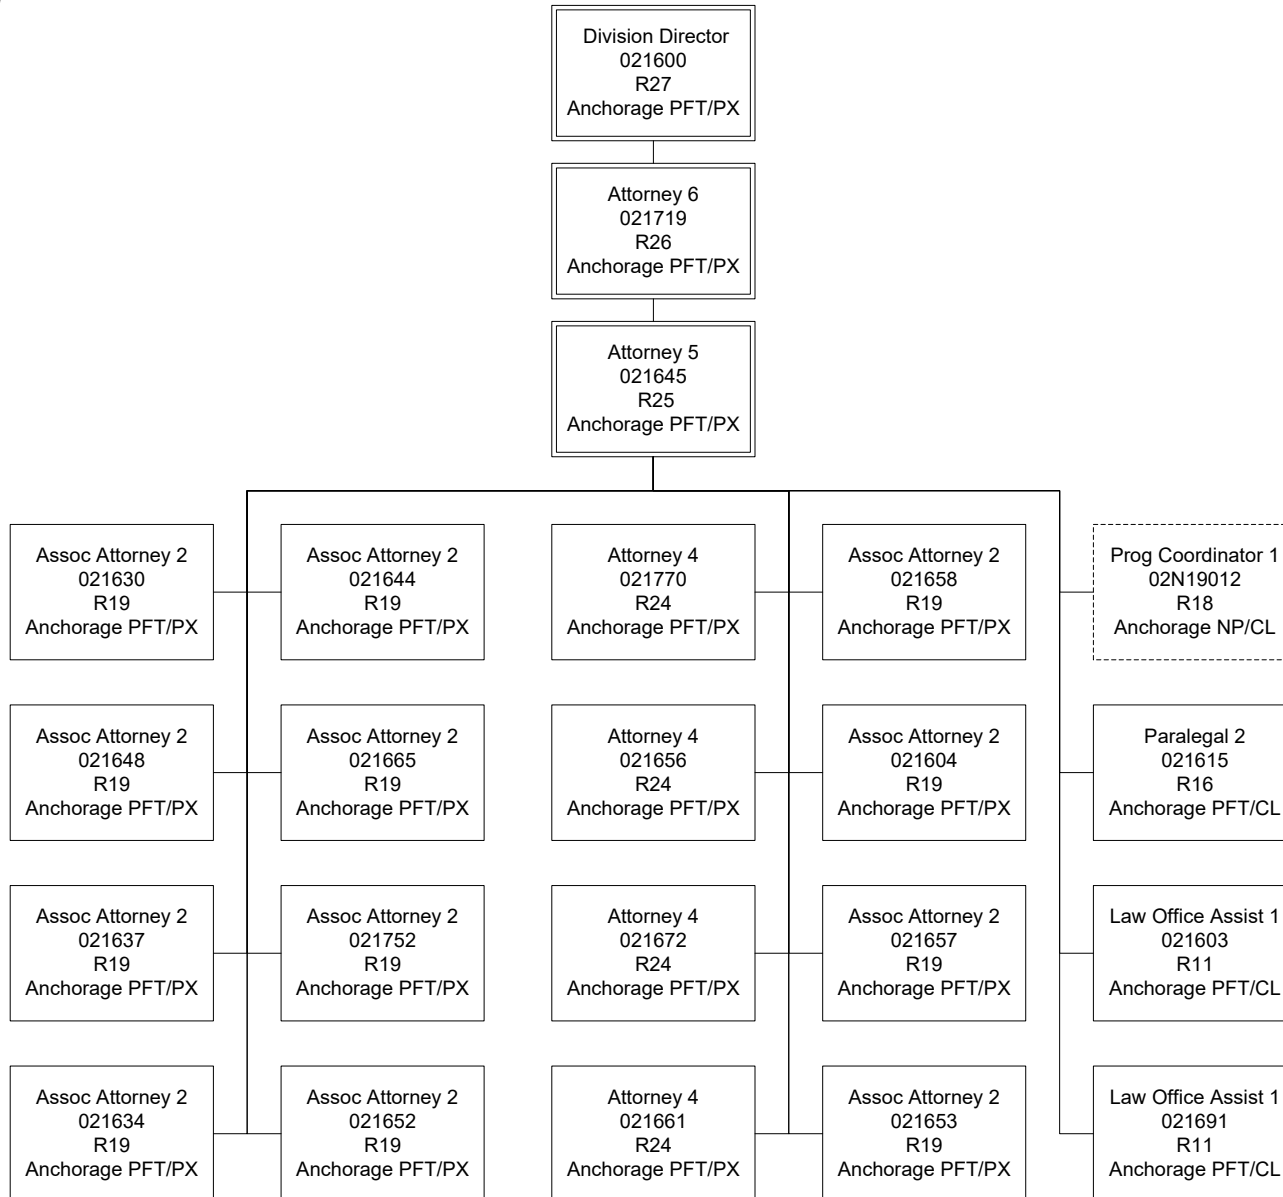 Division Director
021600
R27
Anchorage PFT/PX
Attorney 6
021719
R26
Anchorage PFT/PX
Attorney 5
021645
R25
Anchorage PFT/PX
Assoc Attorney 2
021630
R19
Anchorage PFT/PX
Assoc Attorney 2
021644
R19
Anchorage PFT/PX
Attorney 4
021770
R24
Anchorage PFT/PX
Assoc Attorney 2
021658
R19
Anchorage PFT/PX
Prog Coordinator 1
02N19012
R18
Anchorage NP/CL
Assoc Attorney 2
021648
R19
Anchorage PFT/PX
Assoc Attorney 2
021665
R19
Anchorage PFT/PX
Attorney 4
021656
R24
Anchorage PFT/PX
Assoc Attorney 2
021604
R19
Anchorage PFT/PX
Paralegal 2
021615
R16
Anchorage PFT/CL
Assoc Attorney 2
021637
R19
Anchorage PFT/PX
Assoc Attorney 2
021752
R19
Anchorage PFT/PX
Attorney 4
021672
R24
Anchorage PFT/PX
Assoc Attorney 2
021657
R19
Anchorage PFT/PX
Law Office Assist 1
021603
R11
Anchorage PFT/CL
Assoc Attorney 2
021634
R19
Anchorage PFT/PX
Assoc Attorney 2
021652
R19
Anchorage PFT/PX
Attorney 4
021661
R24
Anchorage PFT/PX
Assoc Attorney 2
021653
R19
Anchorage PFT/PX
Law Office Assist 1
021691
R11
Anchorage PFT/CL